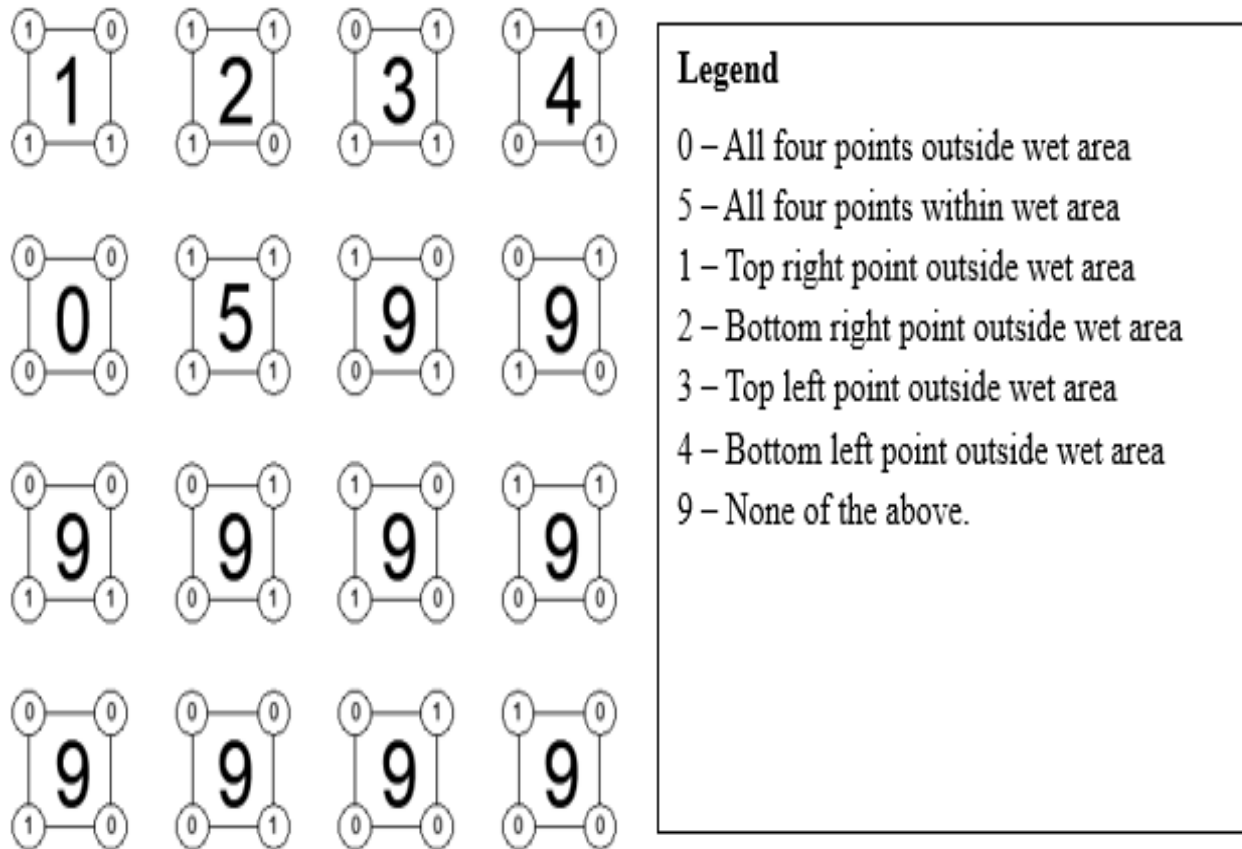 1 0 1 1 0 1 1 1
1 2 3 4
1 1 1 0 1 1 0 1
0 0 1 1 1 0 0 1
0 5 9 9
0 0 1 1 0 1 1 0
0 0 0 1 1 0 1 1
9 9 9 9
1 1 0 1 1 0 0 0
0 0 0 0 0 1 1 0
9 9 9 9
1 0 0 1 0 0 0 0
Legend
0 – All four points outside wet area
5 – All four points within wet area
1 – Top right point outside wet area
2 – Bottom right point outside wet area
3 – Top left point outside wet area
4 – Bottom left point outside wet area
9 – None of the above.